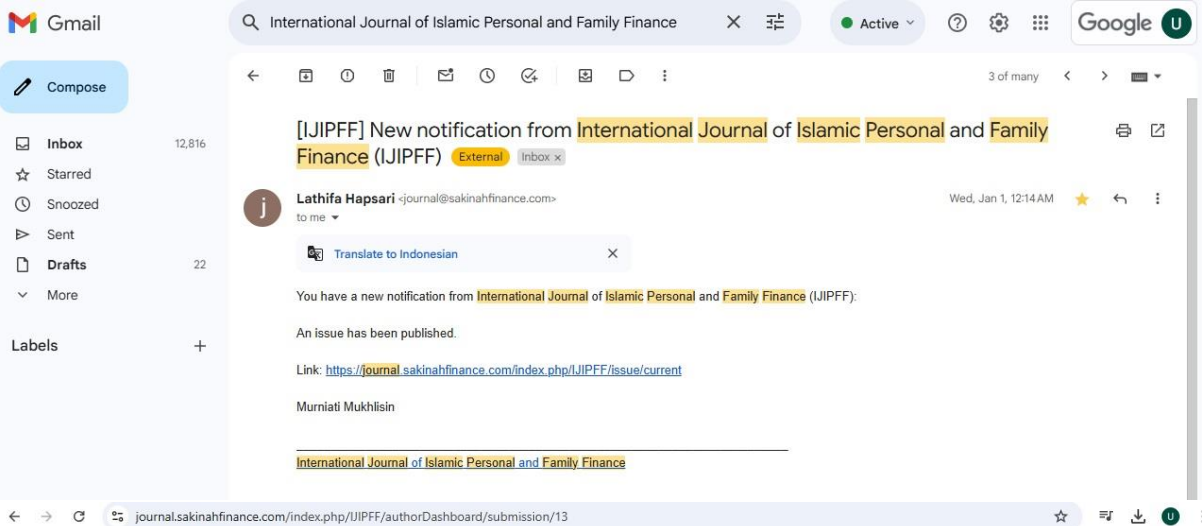 Gmail
International Journal of Islamic Personal and Family Finance
Active
Google U
Compose
3 of many
Inbox 12,816
Starred
Snoozed
Sent
Drafts 22
More
Labels
[IJIPFF] New notification from International Journal of Islamic Personal and Family
Finance (IJIPFF) External Inbox x
j
Lathifa Hapsari <journal@sakinahfinance.com> Wed, Jan 1, 12:14 AM
to me
Translate to Indonesian
You have a new notification from International Journal of Islamic Personal and Family Finance (IJIPFF):
An issue has been published.
Link: https://journal.sakinahfinance.com/index.php/IJIPFF/issue/current
Murniati Mukhlisin
International Journal of Islamic Personal and Family Finance
journal.sakinahfinance.com/index.php/IJIPFF/authorDashboard/submission/13
U